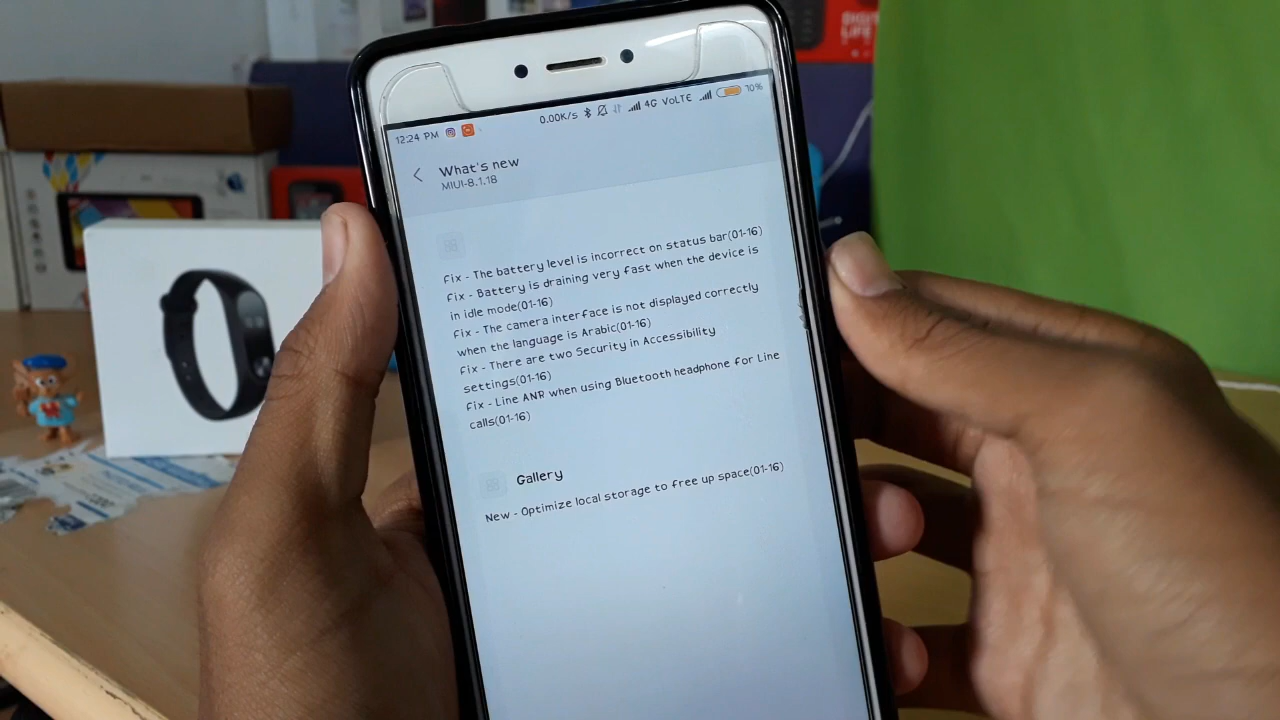 DIGIT
LIFE
12:24 PM
0.00K/s 4G VoLTE 70%
What's new
MIUI-8.1.18
Fix - The battery level is incorrect on status bar(01-16)
Fix - Battery is draining very fast when the device is
in idle mode(01-16)
Fix - The camera interface is not displayed correctly
when the language is Arabic(01-16)
Fix - There are two Security in Accessibility
settings(01-16)
Fix - Line ANR when using Bluetooth headphone for Line
calls(01-16)
Gallery
New - Optimize local storage to free up space(01-16)